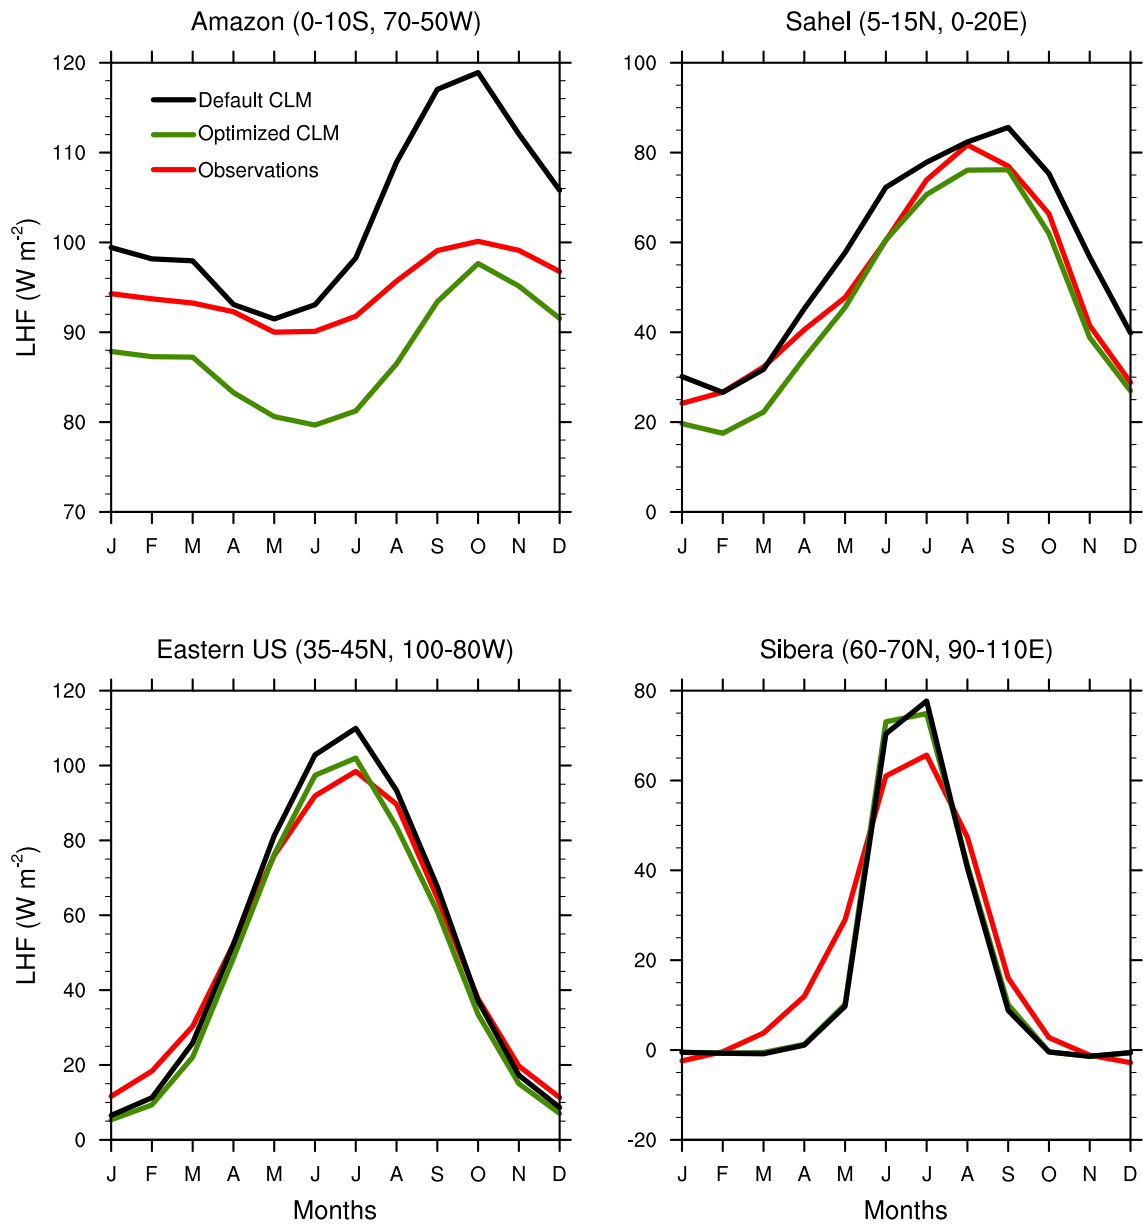 Amazon (0-10S, 70-50W)
120
110
100
90
80
70
LHF (W m-2)
Default CLM
Optimized CLM
Observations
J F M A M J J A S O N D
Sahel (5-15N, 0-20E)
100
80
60
40
20
0
J F M A M J J A S O N D
Eastern US (35-45N, 100-80W)
120
100
80
60
40
20
0
LHF (W m-2)
J F M A M J J A S O N D
Months
Sibera (60-70N, 90-110E)
80
60
40
20
0
-20
J F M A M J J A S O N D
Months